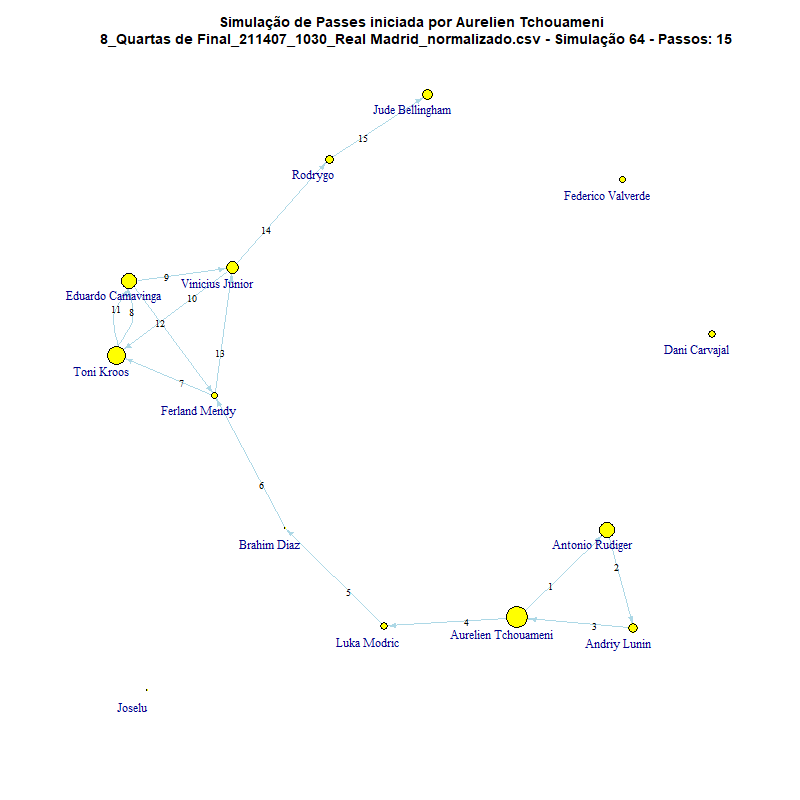 Simulação de Passes iniciada por Aurelien Tchouameni
8_Quartas de Final_211407_1030_Real Madrid_normalizado.csv - Simulação 64 - Passos: 15
Jude Bellingham
15
Rodrygo
Federico Valverde
14
9
Vinicius Junior
Eduardo Camavinga
10
11
8
12
Dani Carvajal
13
Toni Kroos
7
Ferland Mendy
6
Brahim Diaz
Antonio Rudiger
2
1
5
4
3
Aurelien Tchouameni
Luka Modric
Andriy Lunin
Joselu